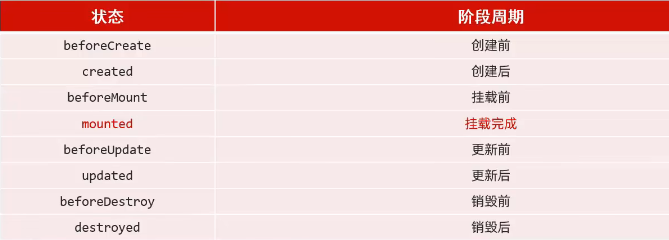 状态 阶段周期
beforeCreate 创建前
created 创建后
beforeMount 挂载前
mounted 挂载完成
beforeUpdate 更新前
updated 更新后
beforeDestroy 销毁前
destroyed 销毁后